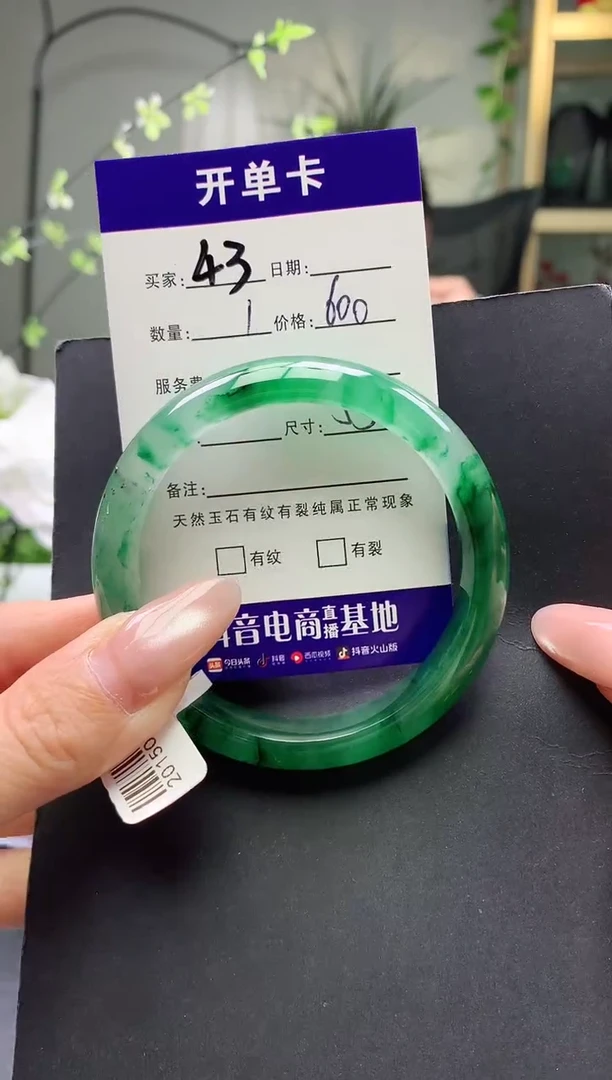 开单卡
买家: 43 日期:
数量: 1 价格: 600
服务费
: 尺寸:
备注:
天然玉石有纹有裂纯属正常现象
有纹 有裂
抖音电商直播基地
头条 今日头条 抖音 西瓜视频 抖音火山版
20150